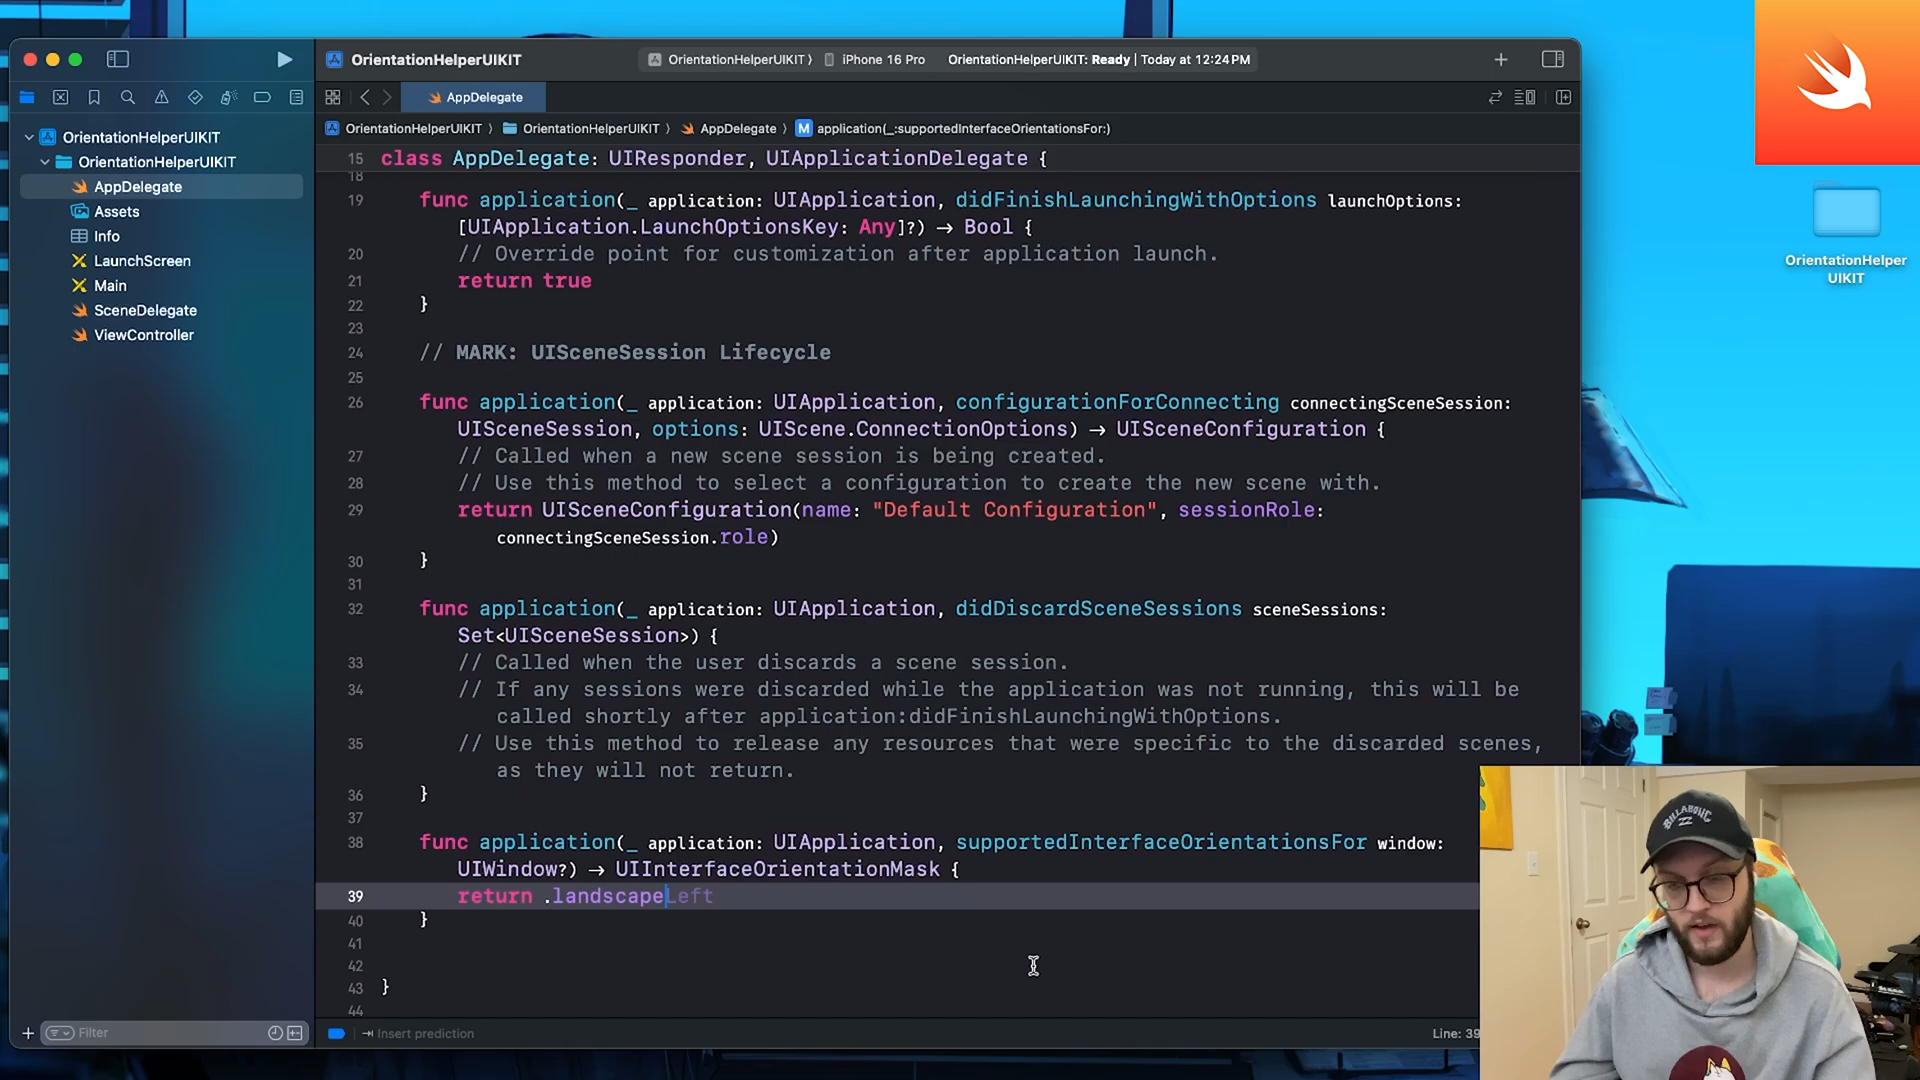 OrientationHelperUIKIT
OrientationHelperUIKIT ⟩ iPhone 16 Pro
OrientationHelperUIKIT: Ready | Today at 12:24 PM
AppDelegate
OrientationHelperUIKIT
OrientationHelperUIKIT
AppDelegate
Assets
Info
LaunchScreen
Main
SceneDelegate
ViewController
Filter
OrientationHelperUIKIT ⟩ OrientationHelperUIKIT ⟩ AppDelegate ⟩ M application(_:supportedInterfaceOrientationsFor:)
15 class AppDelegate: UIResponder, UIApplicationDelegate {
18
19 func application(_ application: UIApplication, didFinishLaunchingWithOptions launchOptions:
[UIApplication.LaunchOptionsKey: Any]?) -> Bool {
20 // Override point for customization after application launch.
21 return true
22 }
23
24 // MARK: UISceneSession Lifecycle
25
26 func application(_ application: UIApplication, configurationForConnecting connectingSceneSession:
UISceneSession, options: UIScene.ConnectionOptions) -> UISceneConfiguration {
27 // Called when a new scene session is being created.
28 // Use this method to select a configuration to create the new scene with.
29 return UISceneConfiguration(name: "Default Configuration", sessionRole:
connectingSceneSession.role)
30 }
31
32 func application(_ application: UIApplication, didDiscardSceneSessions sceneSessions:
Set<UISceneSession>) {
33 // Called when the user discards a scene session.
34 // If any sessions were discarded while the application was not running, this will be
called shortly after application:didFinishLaunchingWithOptions.
35 // Use this method to release any resources that were specific to the discarded scenes,
as they will not return.
36 }
37
38 func application(_ application: UIApplication, supportedInterfaceOrientationsFor window:
UIWindow?) -> UIInterfaceOrientationMask {
39 return .landscapeLeft
40 }
41
42
43 }
44
Insert prediction
Line: 39
OrientationHelper
UIKIT
BILLABONG